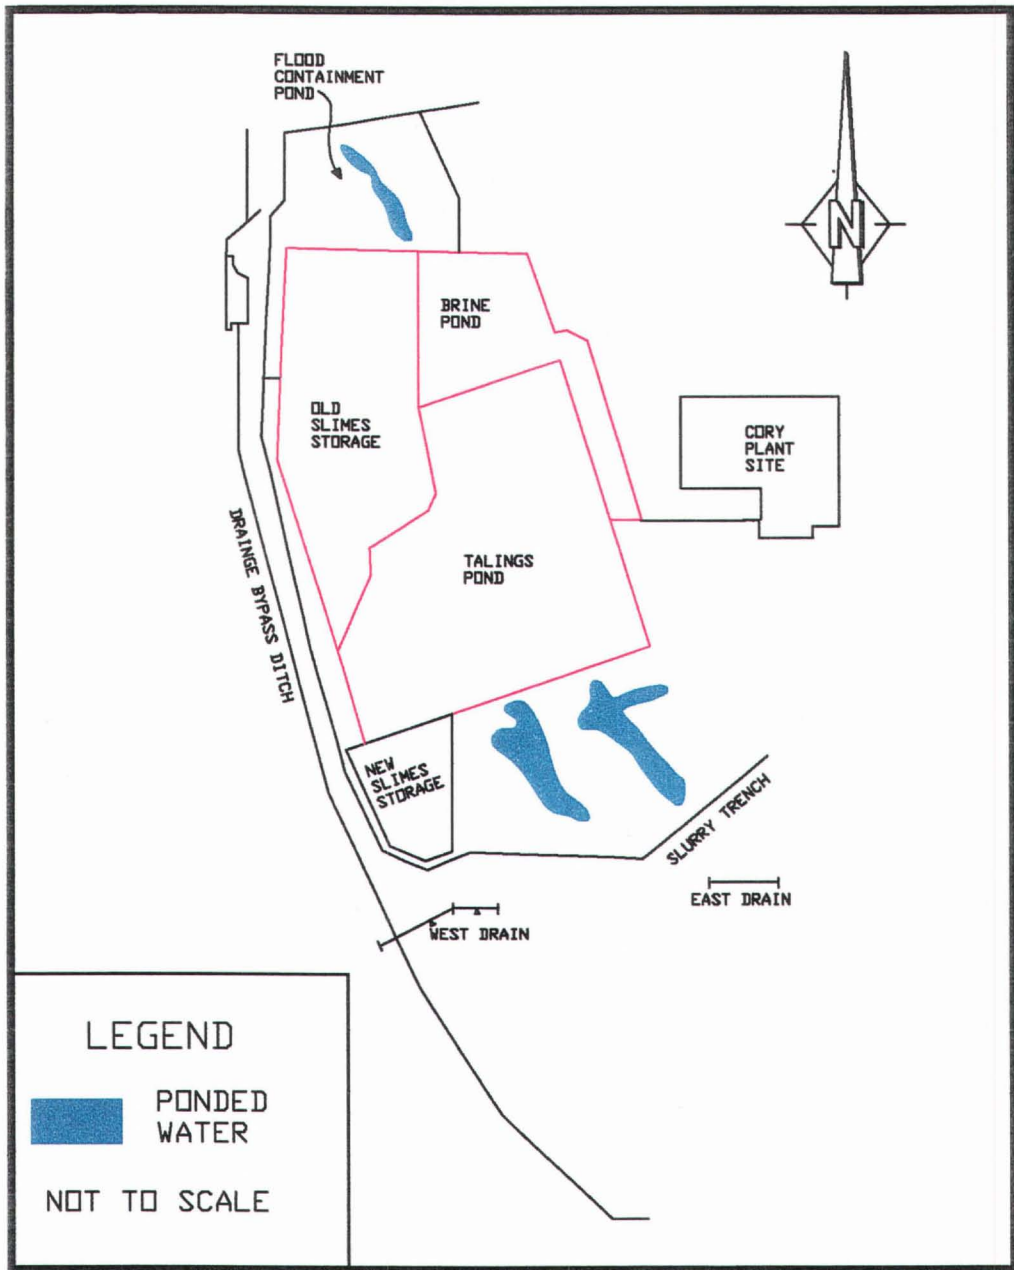 FLOOD
CONTAINMENT
POND
N
BRINE
POND
OLD
SLIMES
STORAGE
CORY
PLANT
SITE
TALINGS
POND
DRAINGE BYPASS DITCH
NEW
SLIMES
STORAGE
SLURRY TRENCH
EAST DRAIN
WEST DRAIN
LEGEND
PONDED
WATER
NOT TO SCALE